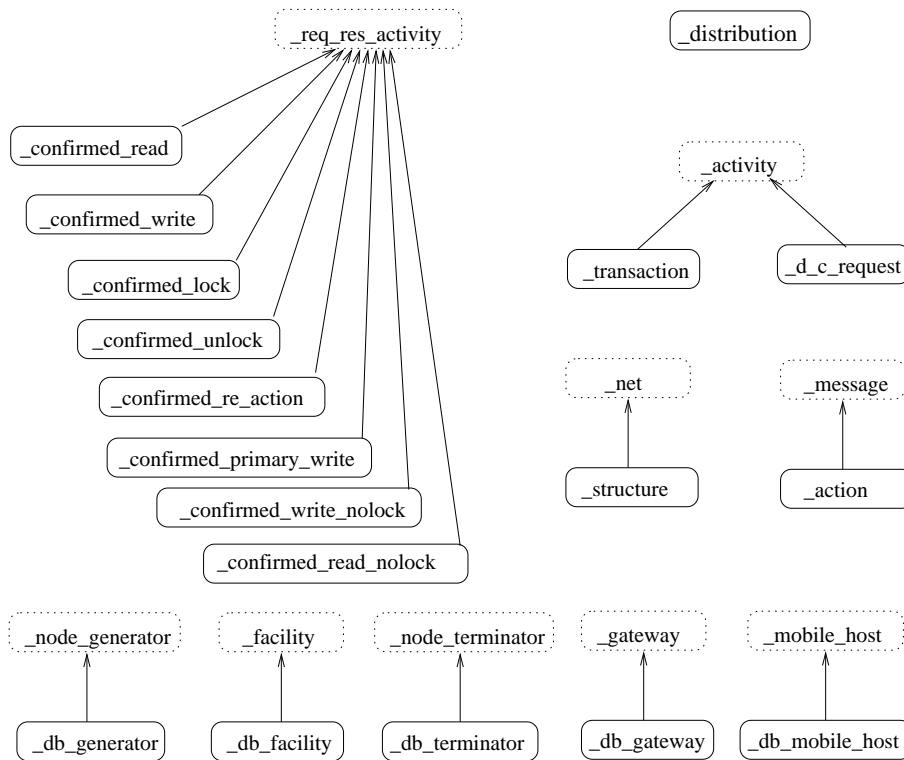 _req_res_activity
_distribution
_confirmed_read
_activity
_confirmed_write
_transaction
_d_c_request
_confirmed_lock
_confirmed_unlock
_net
_message
_confirmed_re_action
_confirmed_primary_write
_structure
_action
_confirmed_write_nolock
_confirmed_read_nolock
_node_generator
_facility
_node_terminator
_gateway
_mobile_host
_db_generator
_db_facility
_db_terminator
_db_gateway
_db_mobile_host